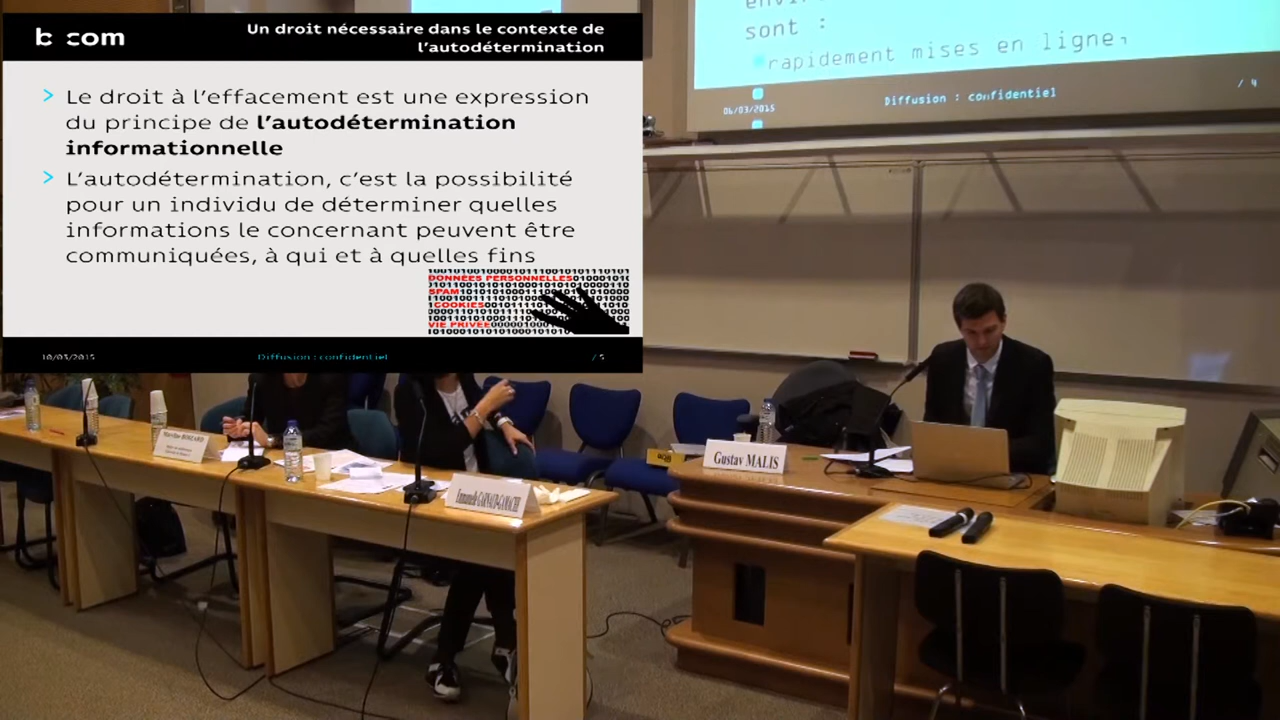 b com
Un droit nécessaire dans le contexte de
l’autodétermination
> Le droit à l’effacement est une expression
du principe de l’autodétermination
informationnelle
> L’autodétermination, c’est la possibilité
pour un individu de déterminer quelles
informations le concernant peuvent être
communiquées, à qui et à quelles fins
DONNÉES PERSONNELLES
SPAM
COOKIES
VIE PRIVÉE
10/03/2015
Diffusion : confidentiel
/ 5
sont :
rapidement mises en ligne,
06/03/2015
Diffusion : confidentiel
/ 4
Gustav MALIS